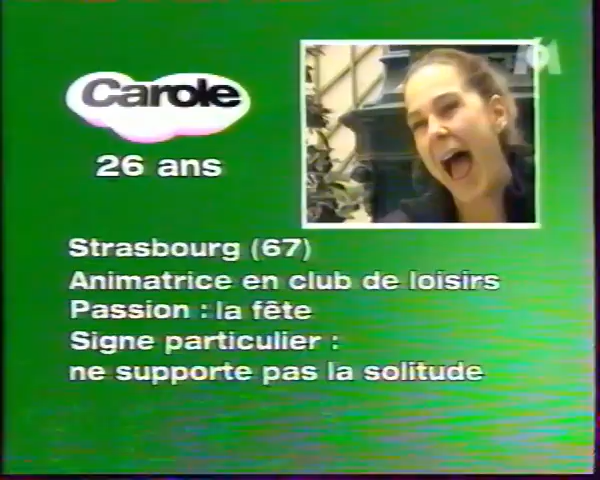 Carole
26 ans
Strasbourg (67)
Animatrice en club de loisirs
Passion : la fête
Signe particulier :
ne supporte pas la solitude
M6